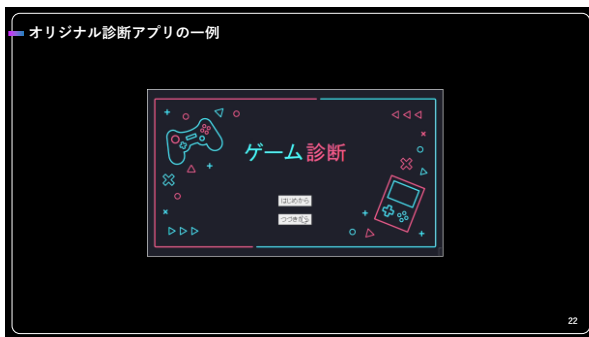 オリジナル診断アプリの一例
ゲーム診断
はじめから
つづきから
22